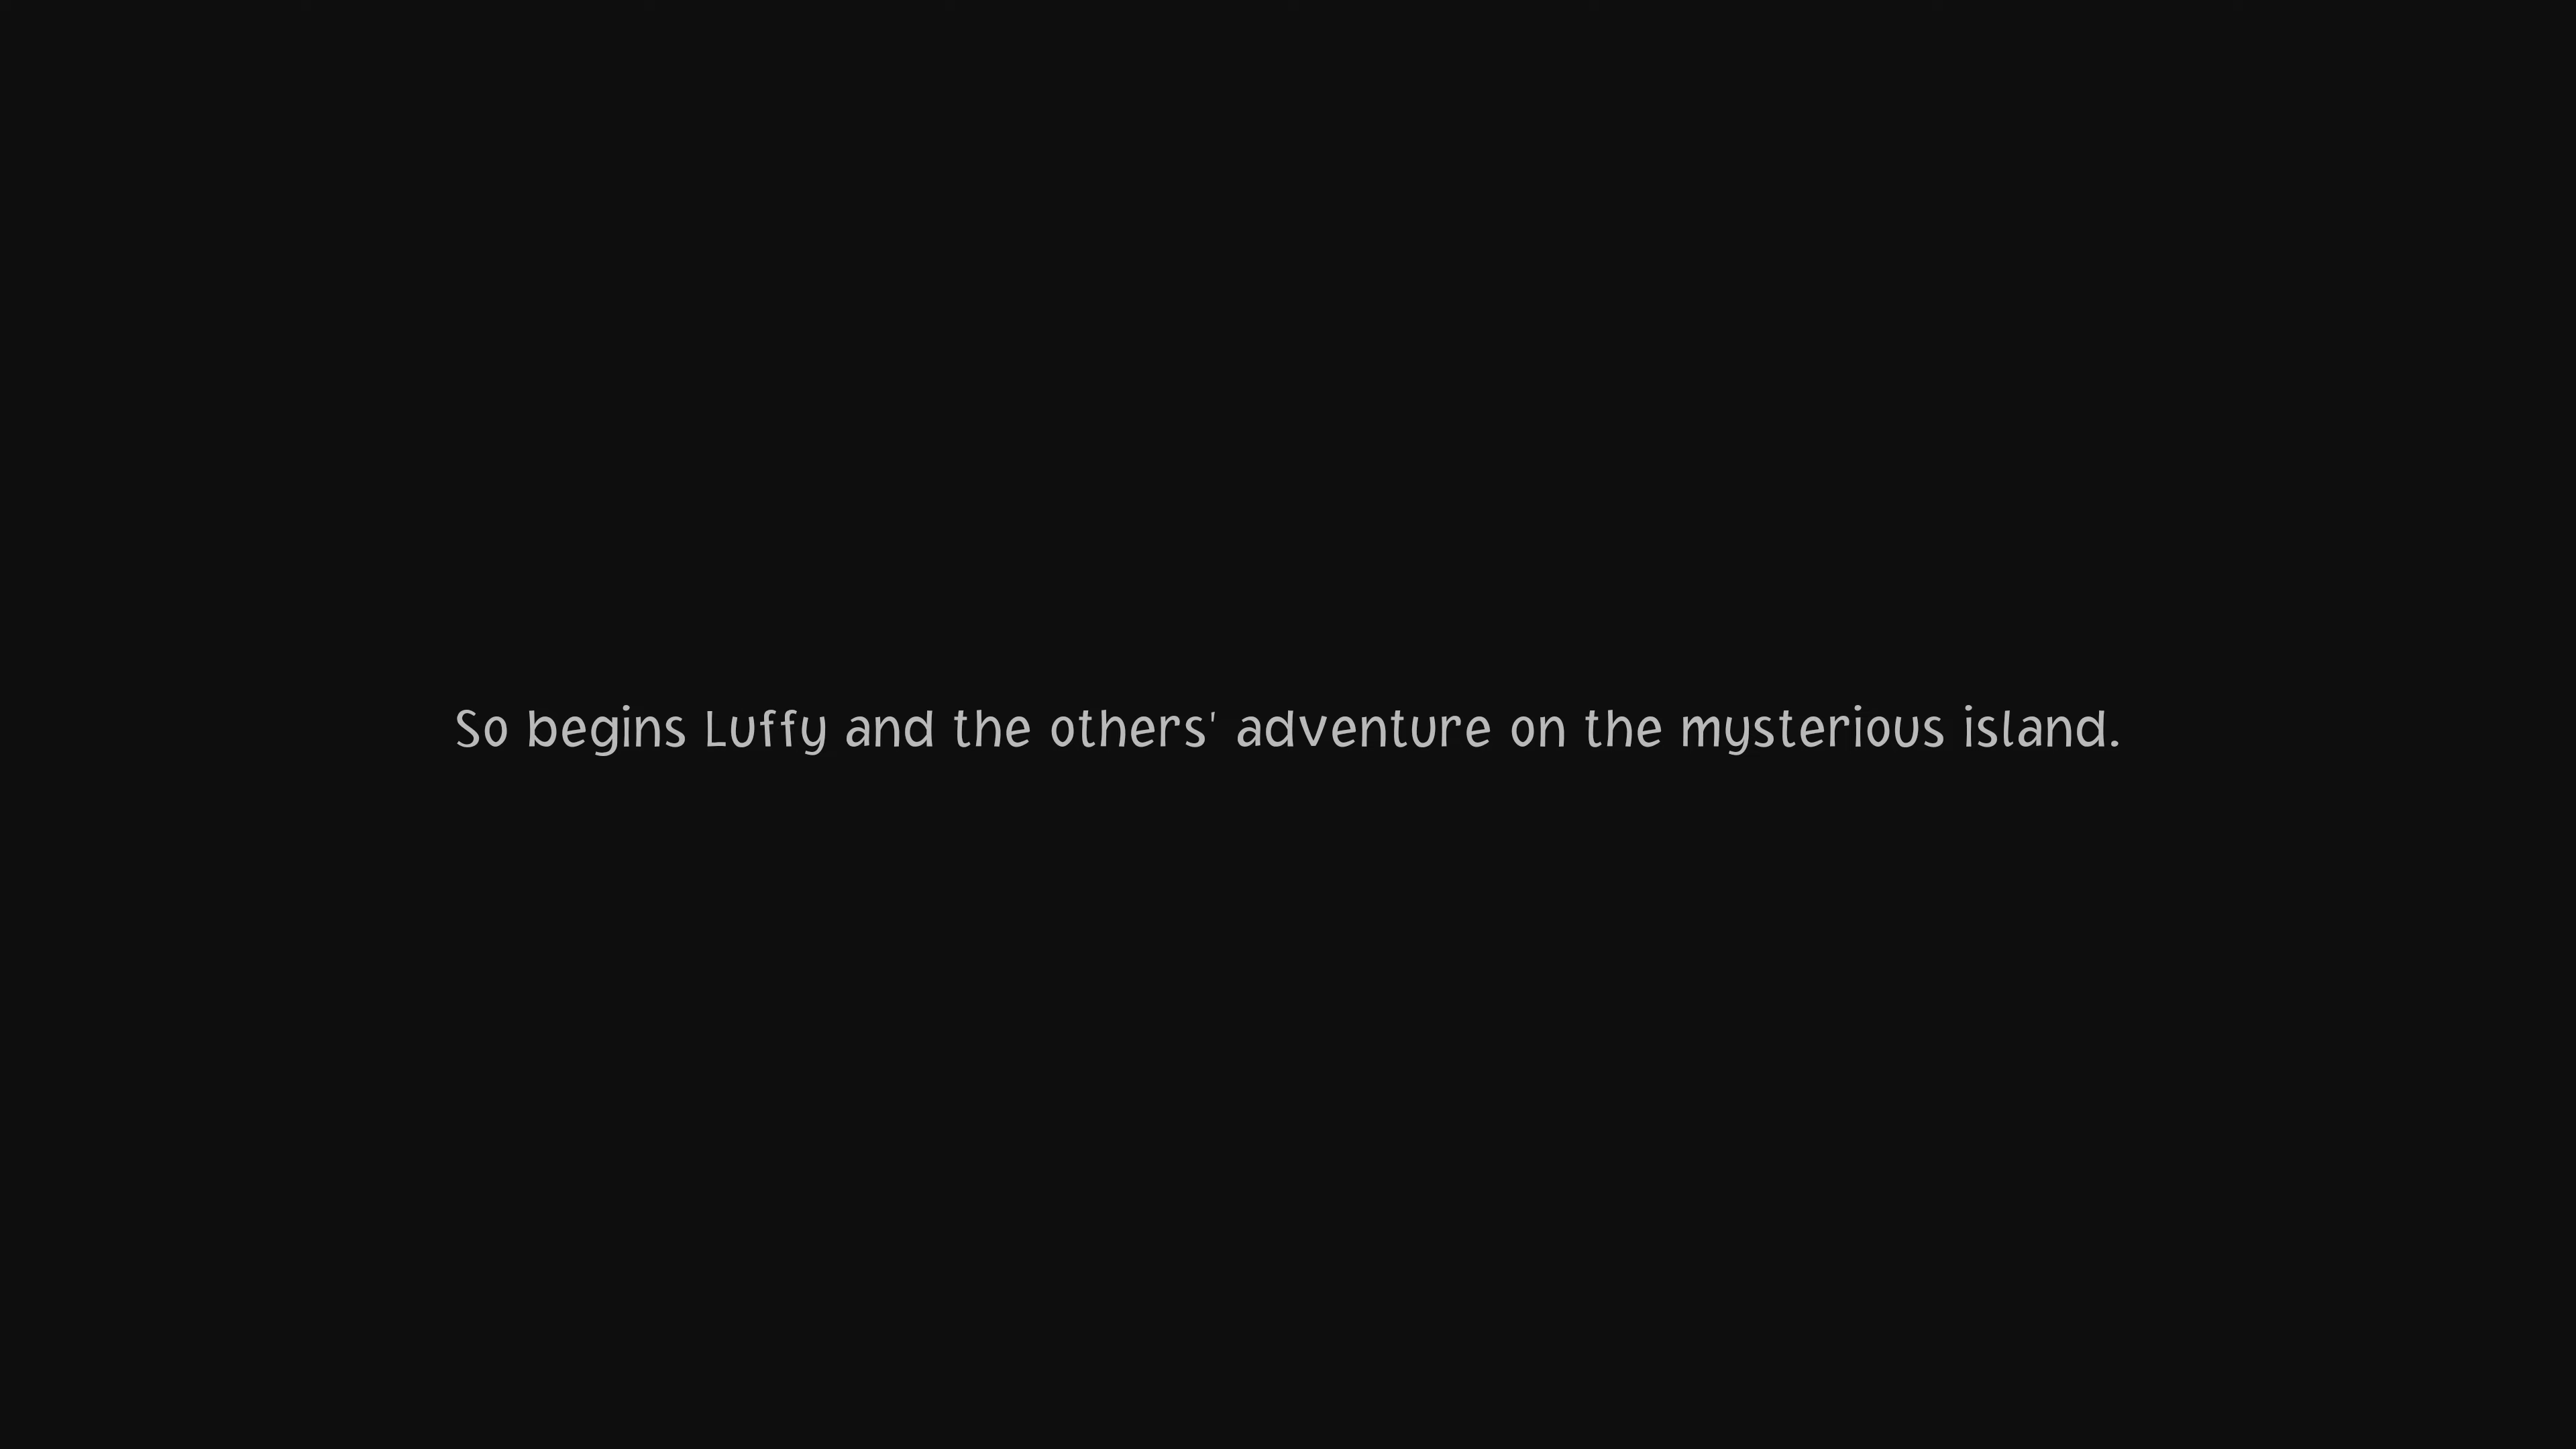 So begins Luffy and the others' adventure on the mysterious island.